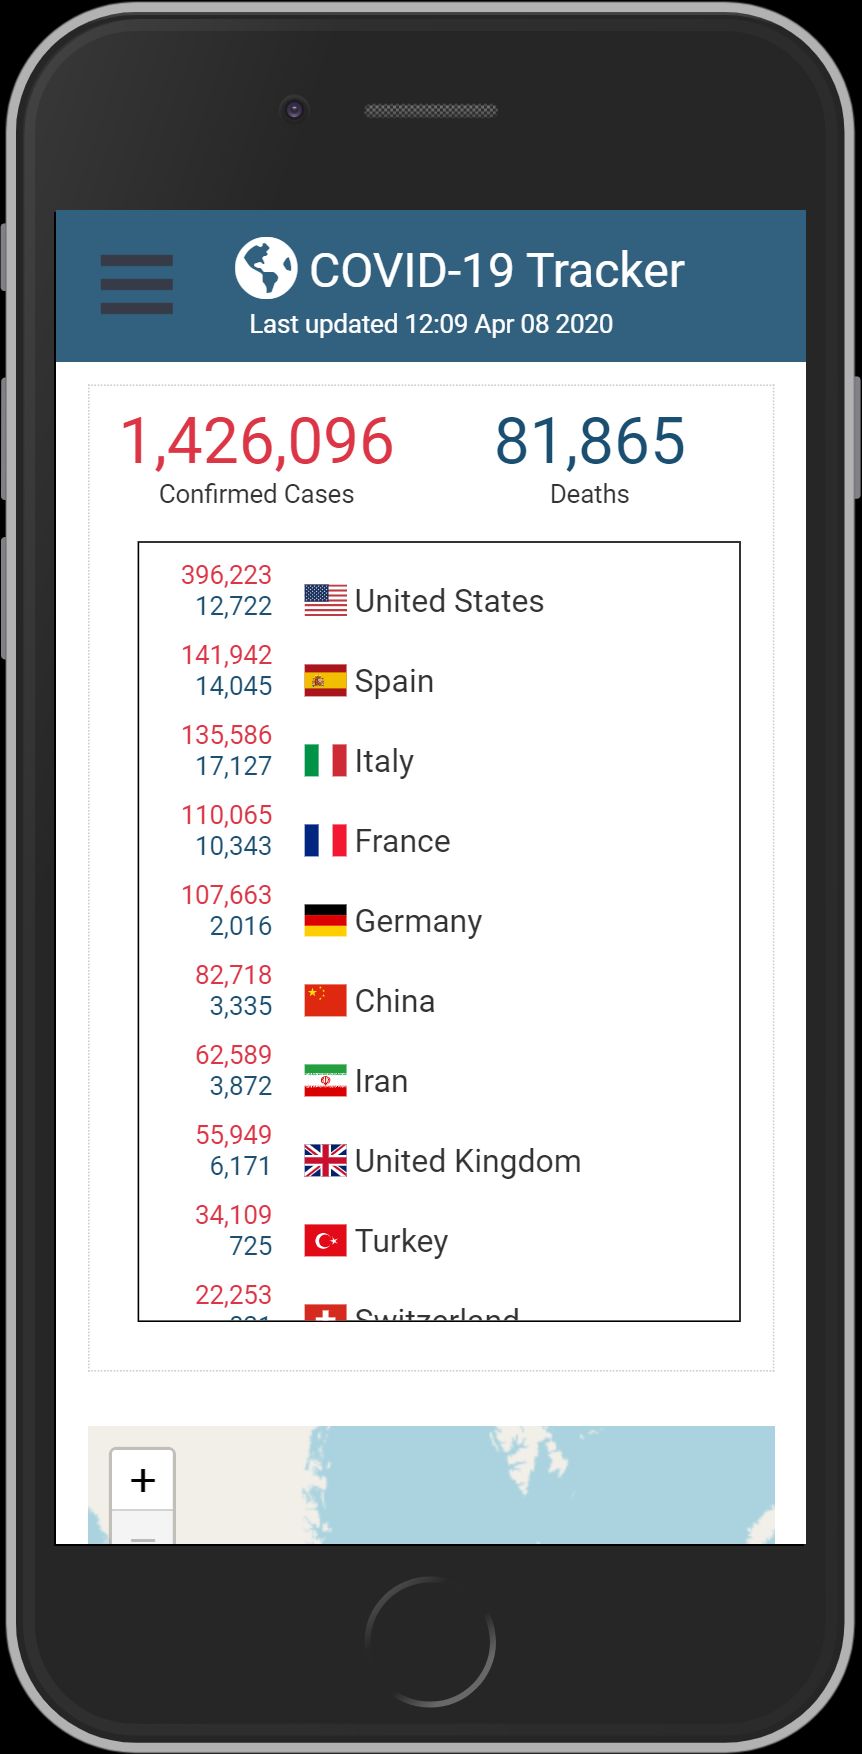 COVID-19 Tracker
Last updated 12:09 Apr 08 2020
1,426,096
Confirmed Cases
81,865
Deaths
396,223
12,722
United States
141,942
14,045
Spain
135,586
17,127
Italy
110,065
10,343
France
107,663
2,016
Germany
82,718
3,335
China
62,589
3,872
Iran
55,949
6,171
United Kingdom
34,109
725
Turkey
22,253
Switzerland
+